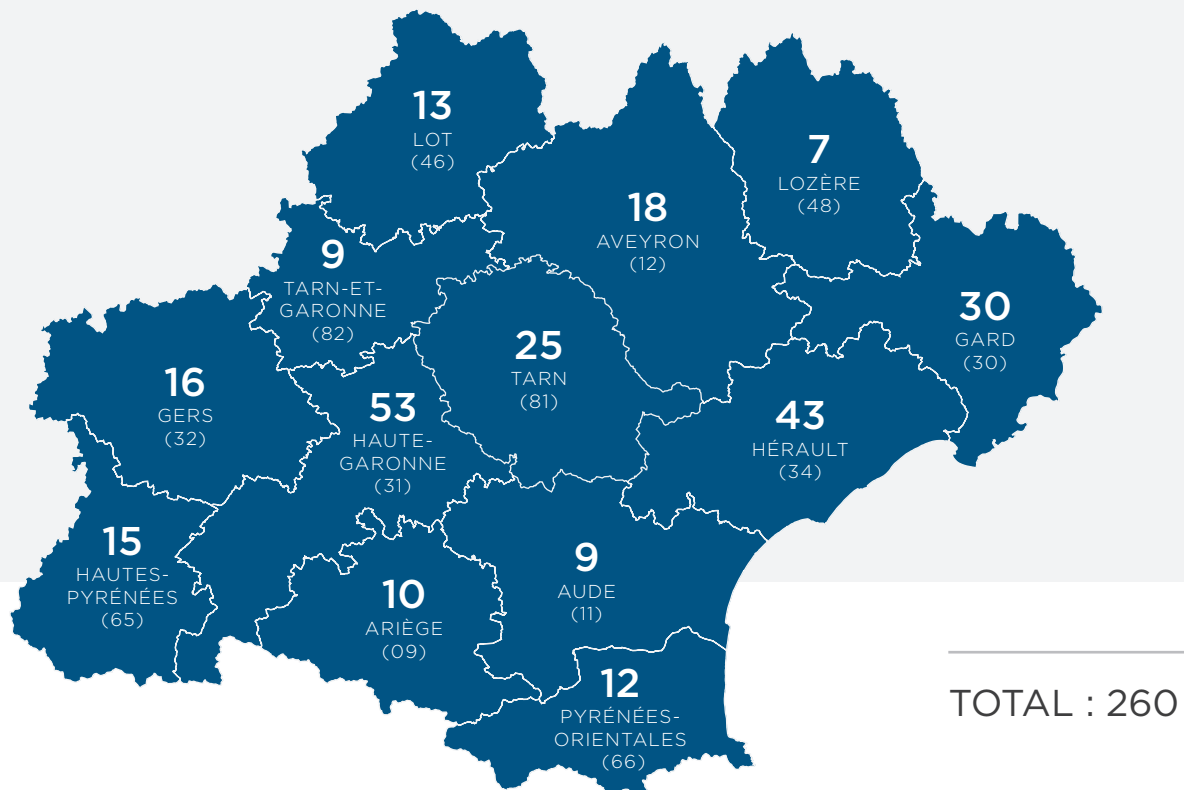 13
LOT
(46)
7
LOZÈRE
(48)
18
AVEYRON
(12)
9
TARN-ET-
GARONNE
(82)
30
GARD
(30)
25
TARN
(81)
16
GERS
(32)
53
HAUTE-
GARONNE
(31)
43
HÉRAULT
(34)
15
HAUTES-
PYRÉNÉES
(65)
9
AUDE
(11)
10
ARIÈGE
(09)
12
PYRÉNÉES-
ORIENTALES
(66)
TOTAL : 260